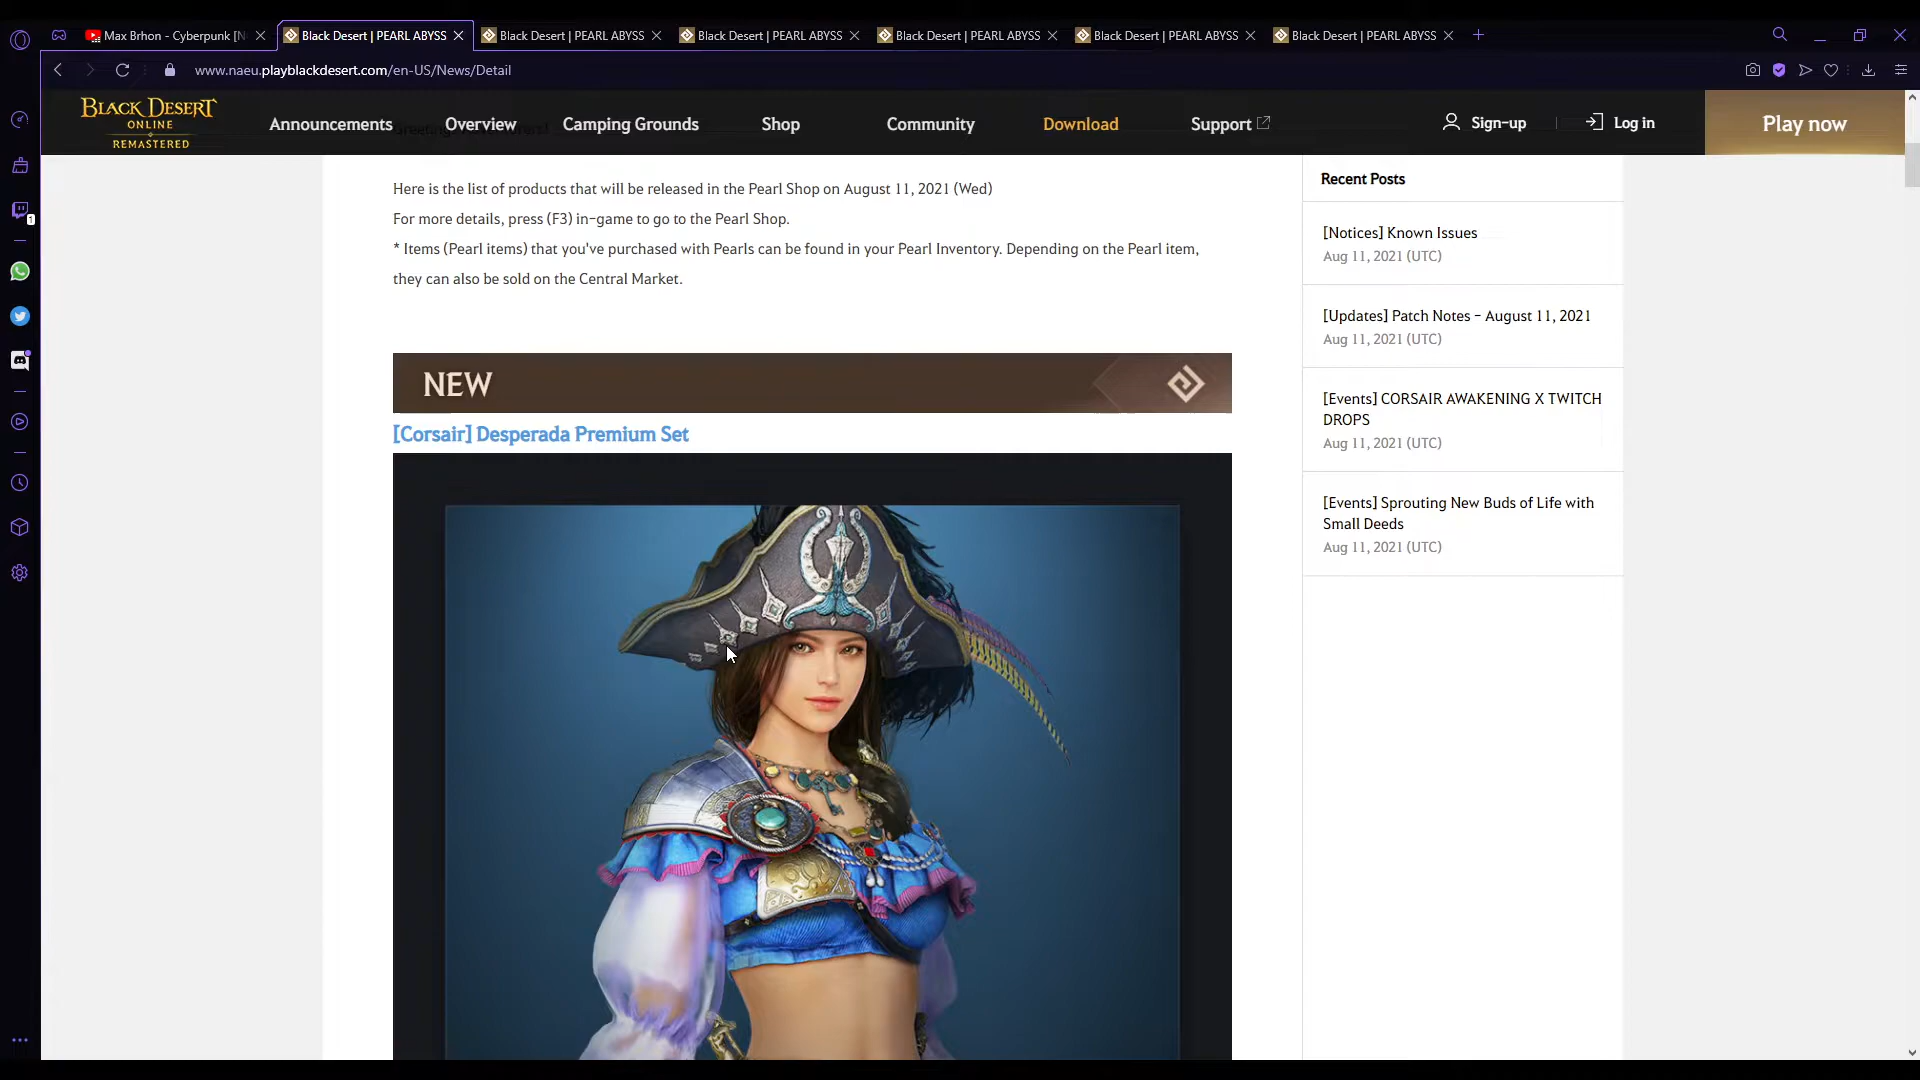 Max Brhon - Cyberpunk [N
Black Desert | PEARL ABYSS
Black Desert | PEARL ABYSS
Black Desert | PEARL ABYSS
Black Desert | PEARL ABYSS
Black Desert | PEARL ABYSS
Black Desert | PEARL ABYSS
www.naeu.playblackdesert.com/en-US/News/Detail
BLACK DESERT
ONLINE
REMASTERED
Announcements
Overview
Camping Grounds
Shop
Community
Download
Support
Sign-up
Log in
Play now
1
Here is the list of products that will be released in the Pearl Shop on August 11, 2021 (Wed)
For more details, press (F3) in-game to go to the Pearl Shop.
* Items (Pearl items) that you've purchased with Pearls can be found in your Pearl Inventory. Depending on the Pearl item,
they can also be sold on the Central Market.
NEW
[Corsair] Desperada Premium Set
Recent Posts
[Notices] Known Issues
Aug 11, 2021 (UTC)
[Updates] Patch Notes - August 11, 2021
Aug 11, 2021 (UTC)
[Events] CORSAIR AWAKENING X TWITCH
DROPS
Aug 11, 2021 (UTC)
[Events] Sprouting New Buds of Life with
Small Deeds
Aug 11, 2021 (UTC)